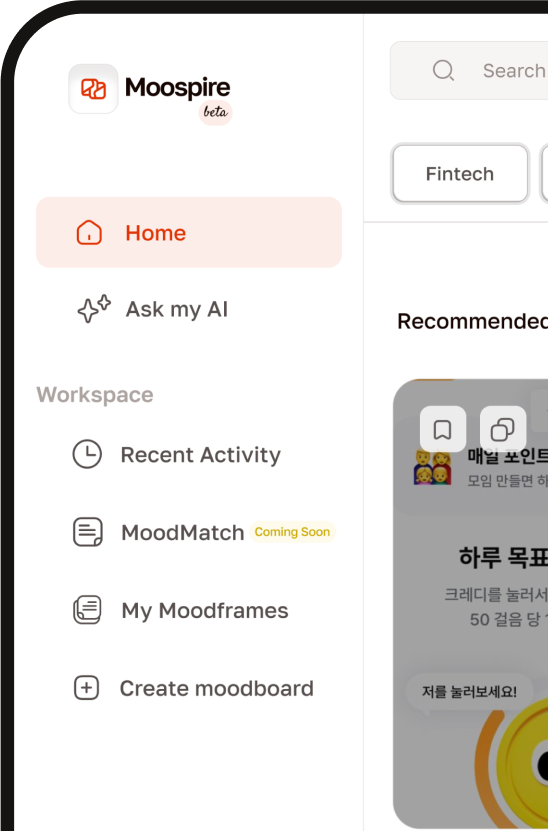 Moospire
beta
Home
Ask my AI
Workspace
Recent Activity
MoodMatch Coming Soon
My Moodframes
Create moodboard
Search
Fintech
Recommended
매일 포인트
모임 만들면 하
하루 목표
크레디를 눌러서
50 걸음 당
저를 눌러보세요!